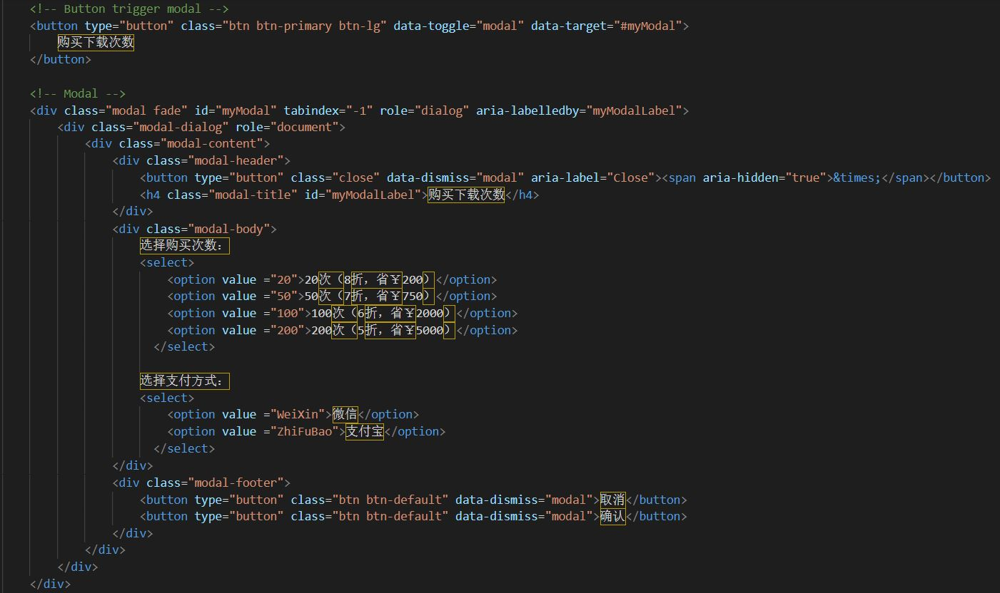 <!-- Button trigger modal -->
<button type="button" class="btn btn-primary btn-lg" data-toggle="modal" data-target="#myModal">
购买下载次数
</button>
<!-- Modal -->
<div class="modal fade" id="myModal" tabindex="-1" role="dialog" aria-labelledby="myModalLabel">
<div class="modal-dialog" role="document">
<div class="modal-content">
<div class="modal-header">
<button type="button" class="close" data-dismiss="modal" aria-label="Close"><span aria-hidden="true">&times;</span></button>
<h4 class="modal-title" id="myModalLabel">购买下载次数</h4>
</div>
<div class="modal-body">
选择购买次数：
<select>
<option value ="20">20次（8折，省￥200）</option>
<option value ="50">50次（7折，省￥750）</option>
<option value ="100">100次（6折，省￥2000）</option>
<option value ="200">200次（5折，省￥5000）</option>
</select>
选择支付方式：
<select>
<option value ="WeiXin">微信</option>
<option value ="ZhiFuBao">支付宝</option>
</select>
</div>
<div class="modal-footer">
<button type="button" class="btn btn-default" data-dismiss="modal">取消</button>
<button type="button" class="btn btn-default" data-dismiss="modal">确认</button>
</div>
</div>
</div>
</div>